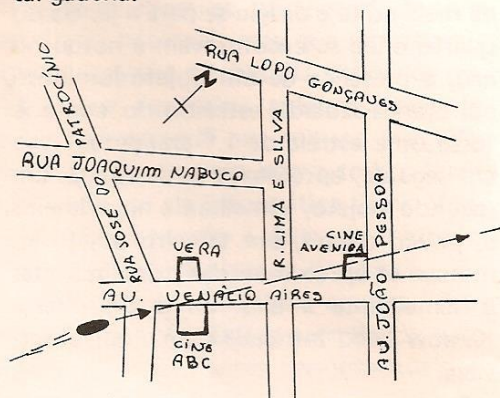 RUA LOPO GONÇALVES
N
RUA JOSÉ DO PATROCÍNIO
RUA JOAQUIM NABUCO
R. LIMA E SILVA
CINE
AVENIDA
AV. JOÃO PESSOA
VERA
AV. VENÂCIO AIRES
CINE
ABC